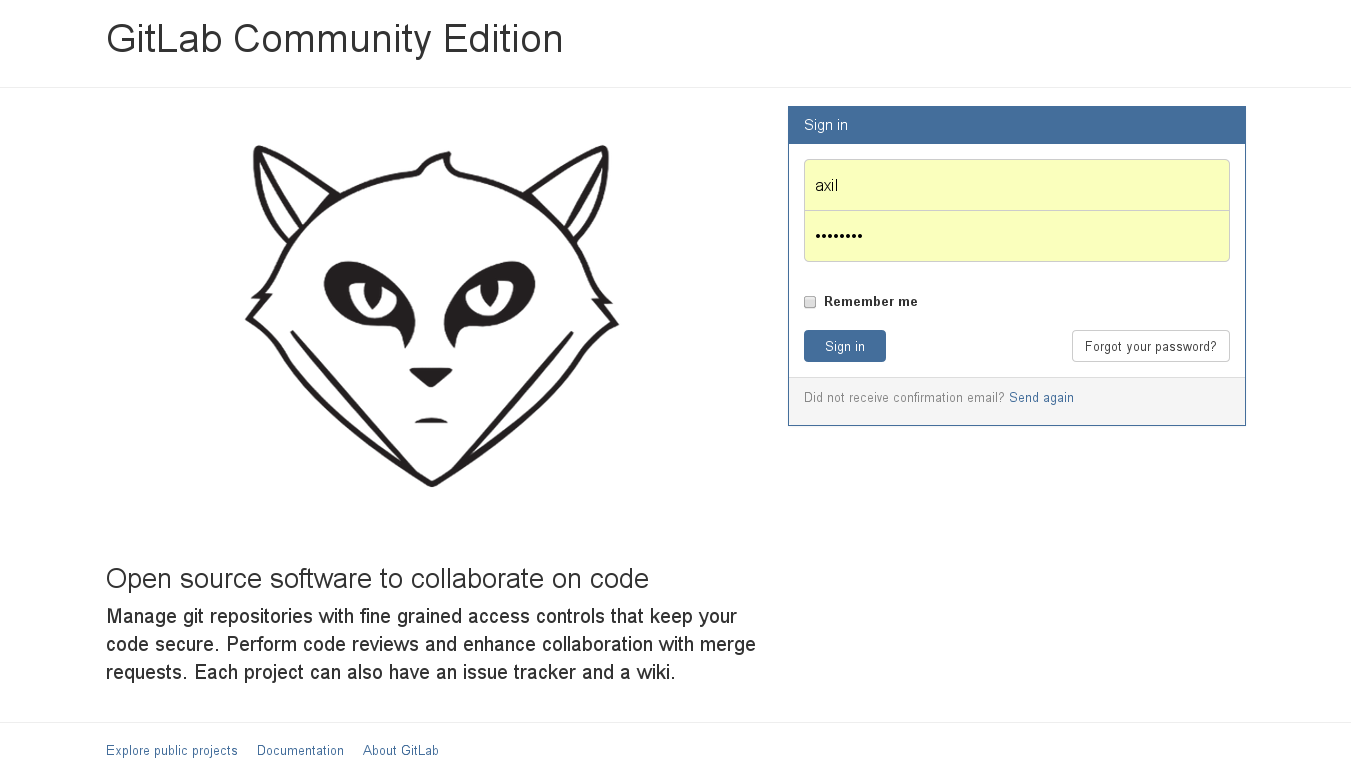 GitLab Community Edition
Sign in
axil
••••••••
Remember me
Sign in
Forgot your password?
Did not receive confirmation email? Send again
Open source software to collaborate on code
Manage git repositories with fine grained access controls that keep your
code secure. Perform code reviews and enhance collaboration with merge
requests. Each project can also have an issue tracker and a wiki.
Explore public projects Documentation About GitLab